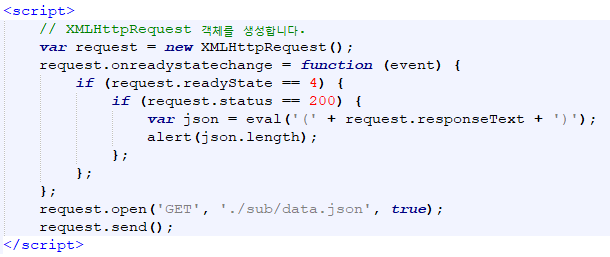 <script>
    // XMLHttpRequest 객체를 생성합니다.
    var request = new XMLHttpRequest();
    request.onreadystatechange = function (event) {
        if (request.readyState == 4) {
            if (request.status == 200) {
                var json = eval('(' + request.responseText + ')');
                alert(json.length);
            };
        };
    };
    request.open('GET', './sub/data.json', true);
    request.send();
</script>